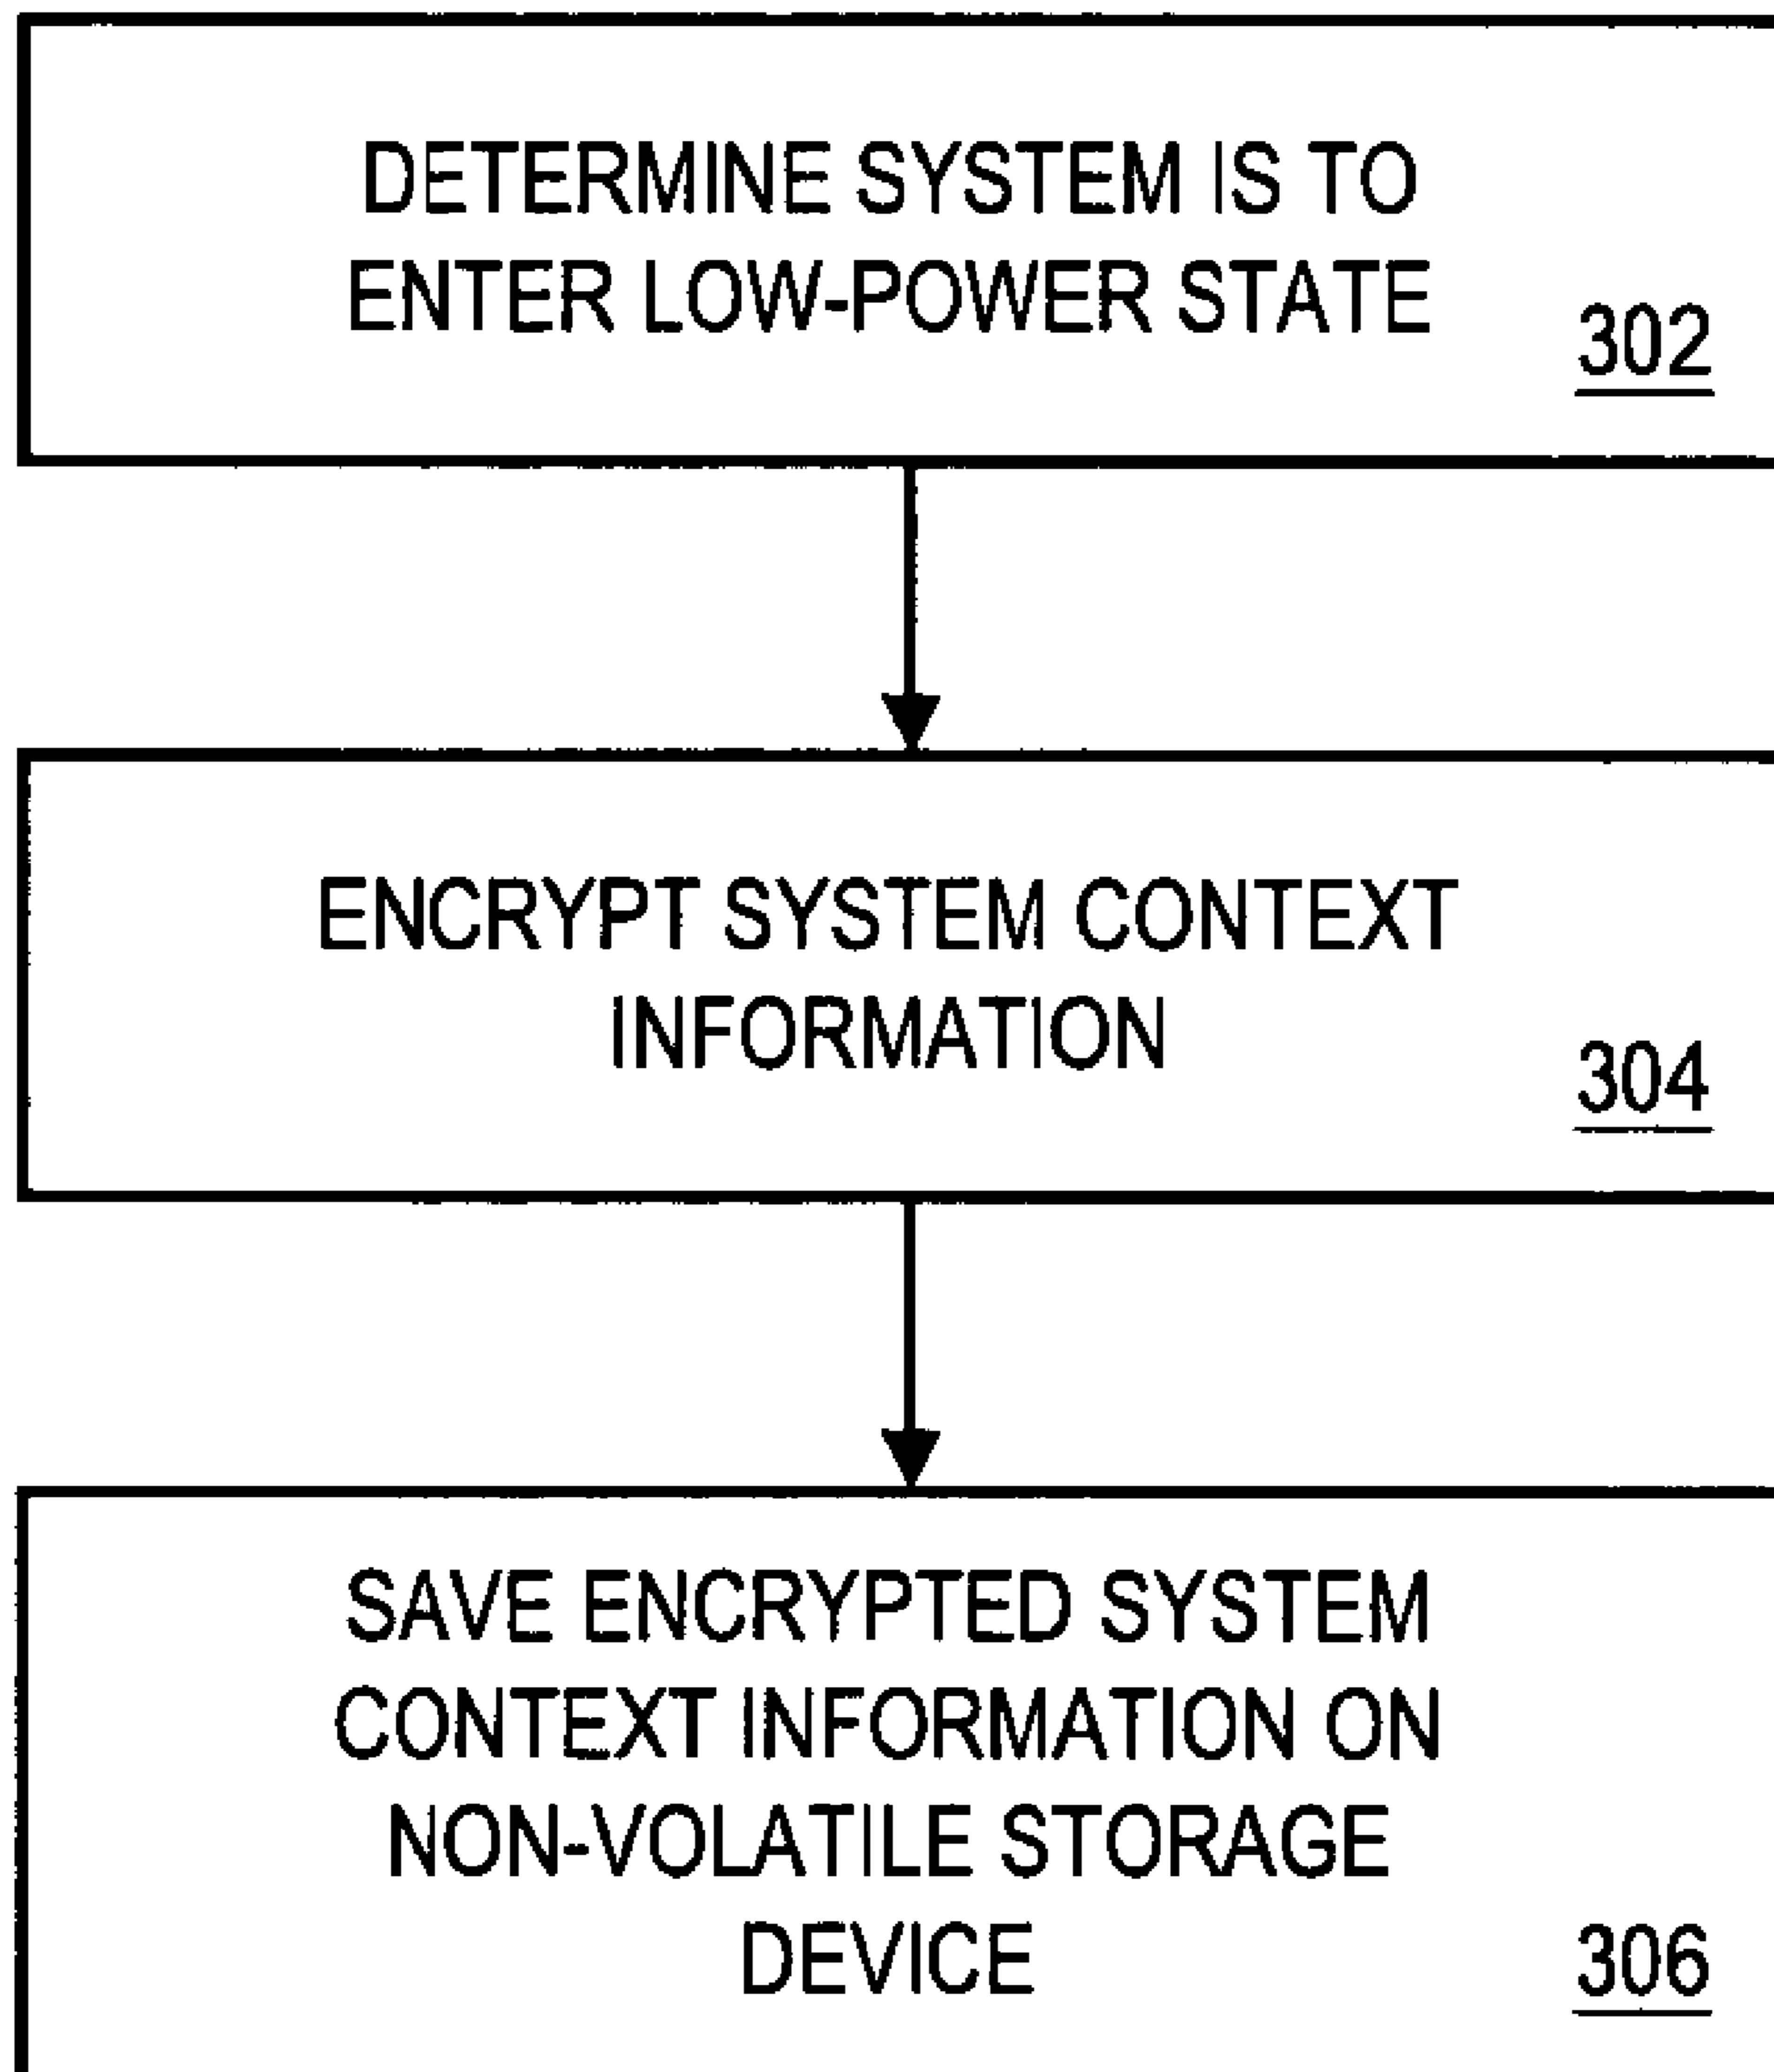 DETERMINE SYSTEM IS TO
ENTER LOW-POWER STATE
302
ENCRYPT SYSTEM CONTEXT
INFORMATION
304
SAVE ENCRYPTED SYSTEM
CONTEXT INFORMATION ON
NON-VOLATILE STORAGE
DEVICE
306